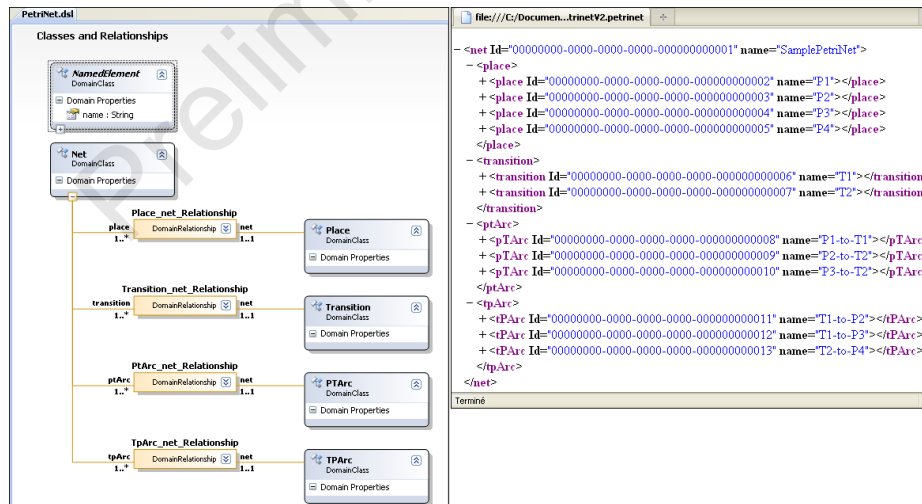 PetriNet.dsl
Classes and Relationships
NamedElement
DomainClass
Domain Properties
name : String
Net
DomainClass
Domain Properties
Place_net_Relationship
place DomainRelationship net
1..* 1..1
Place
DomainClass
Domain Properties
Transition_net_Relationship
transition DomainRelationship net
1..* 1..1
Transition
DomainClass
Domain Properties
PtArc_net_Relationship
ptArc DomainRelationship net
1..* 1..1
PTArc
DomainClass
Domain Properties
TpArc_net_Relationship
tpArc DomainRelationship net
1..* 1..1
TPArc
DomainClass
Domain Properties
Prelim
file:///C:/Documen...trinetV2.petrinet
− <net Id="00000000-0000-0000-0000-000000000001" name="SamplePetriNet">
− <place>
+ <place Id="00000000-0000-0000-0000-000000000002" name="P1"></place>
+ <place Id="00000000-0000-0000-0000-000000000003" name="P2"></place>
+ <place Id="00000000-0000-0000-0000-000000000004" name="P3"></place>
+ <place Id="00000000-0000-0000-0000-000000000005" name="P4"></place>
</place>
− <transition>
+ <transition Id="00000000-0000-0000-0000-000000000006" name="T1"></transition
+ <transition Id="00000000-0000-0000-0000-000000000007" name="T2"></transition
</transition>
− <ptArc>
+ <pTArc Id="00000000-0000-0000-0000-000000000008" name="P1-to-T1"></pTArc
+ <pTArc Id="00000000-0000-0000-0000-000000000009" name="P2-to-T2"></pTArc
+ <pTArc Id="00000000-0000-0000-0000-000000000010" name="P3-to-T2"></pTArc
</ptArc>
− <tpArc>
+ <tPArc Id="00000000-0000-0000-0000-000000000011" name="T1-to-P2"></tPArc>
+ <tPArc Id="00000000-0000-0000-0000-000000000012" name="T1-to-P3"></tPArc>
+ <tPArc Id="00000000-0000-0000-0000-000000000013" name="T2-to-P4"></tPArc>
</tpArc>
</net>
Terminé